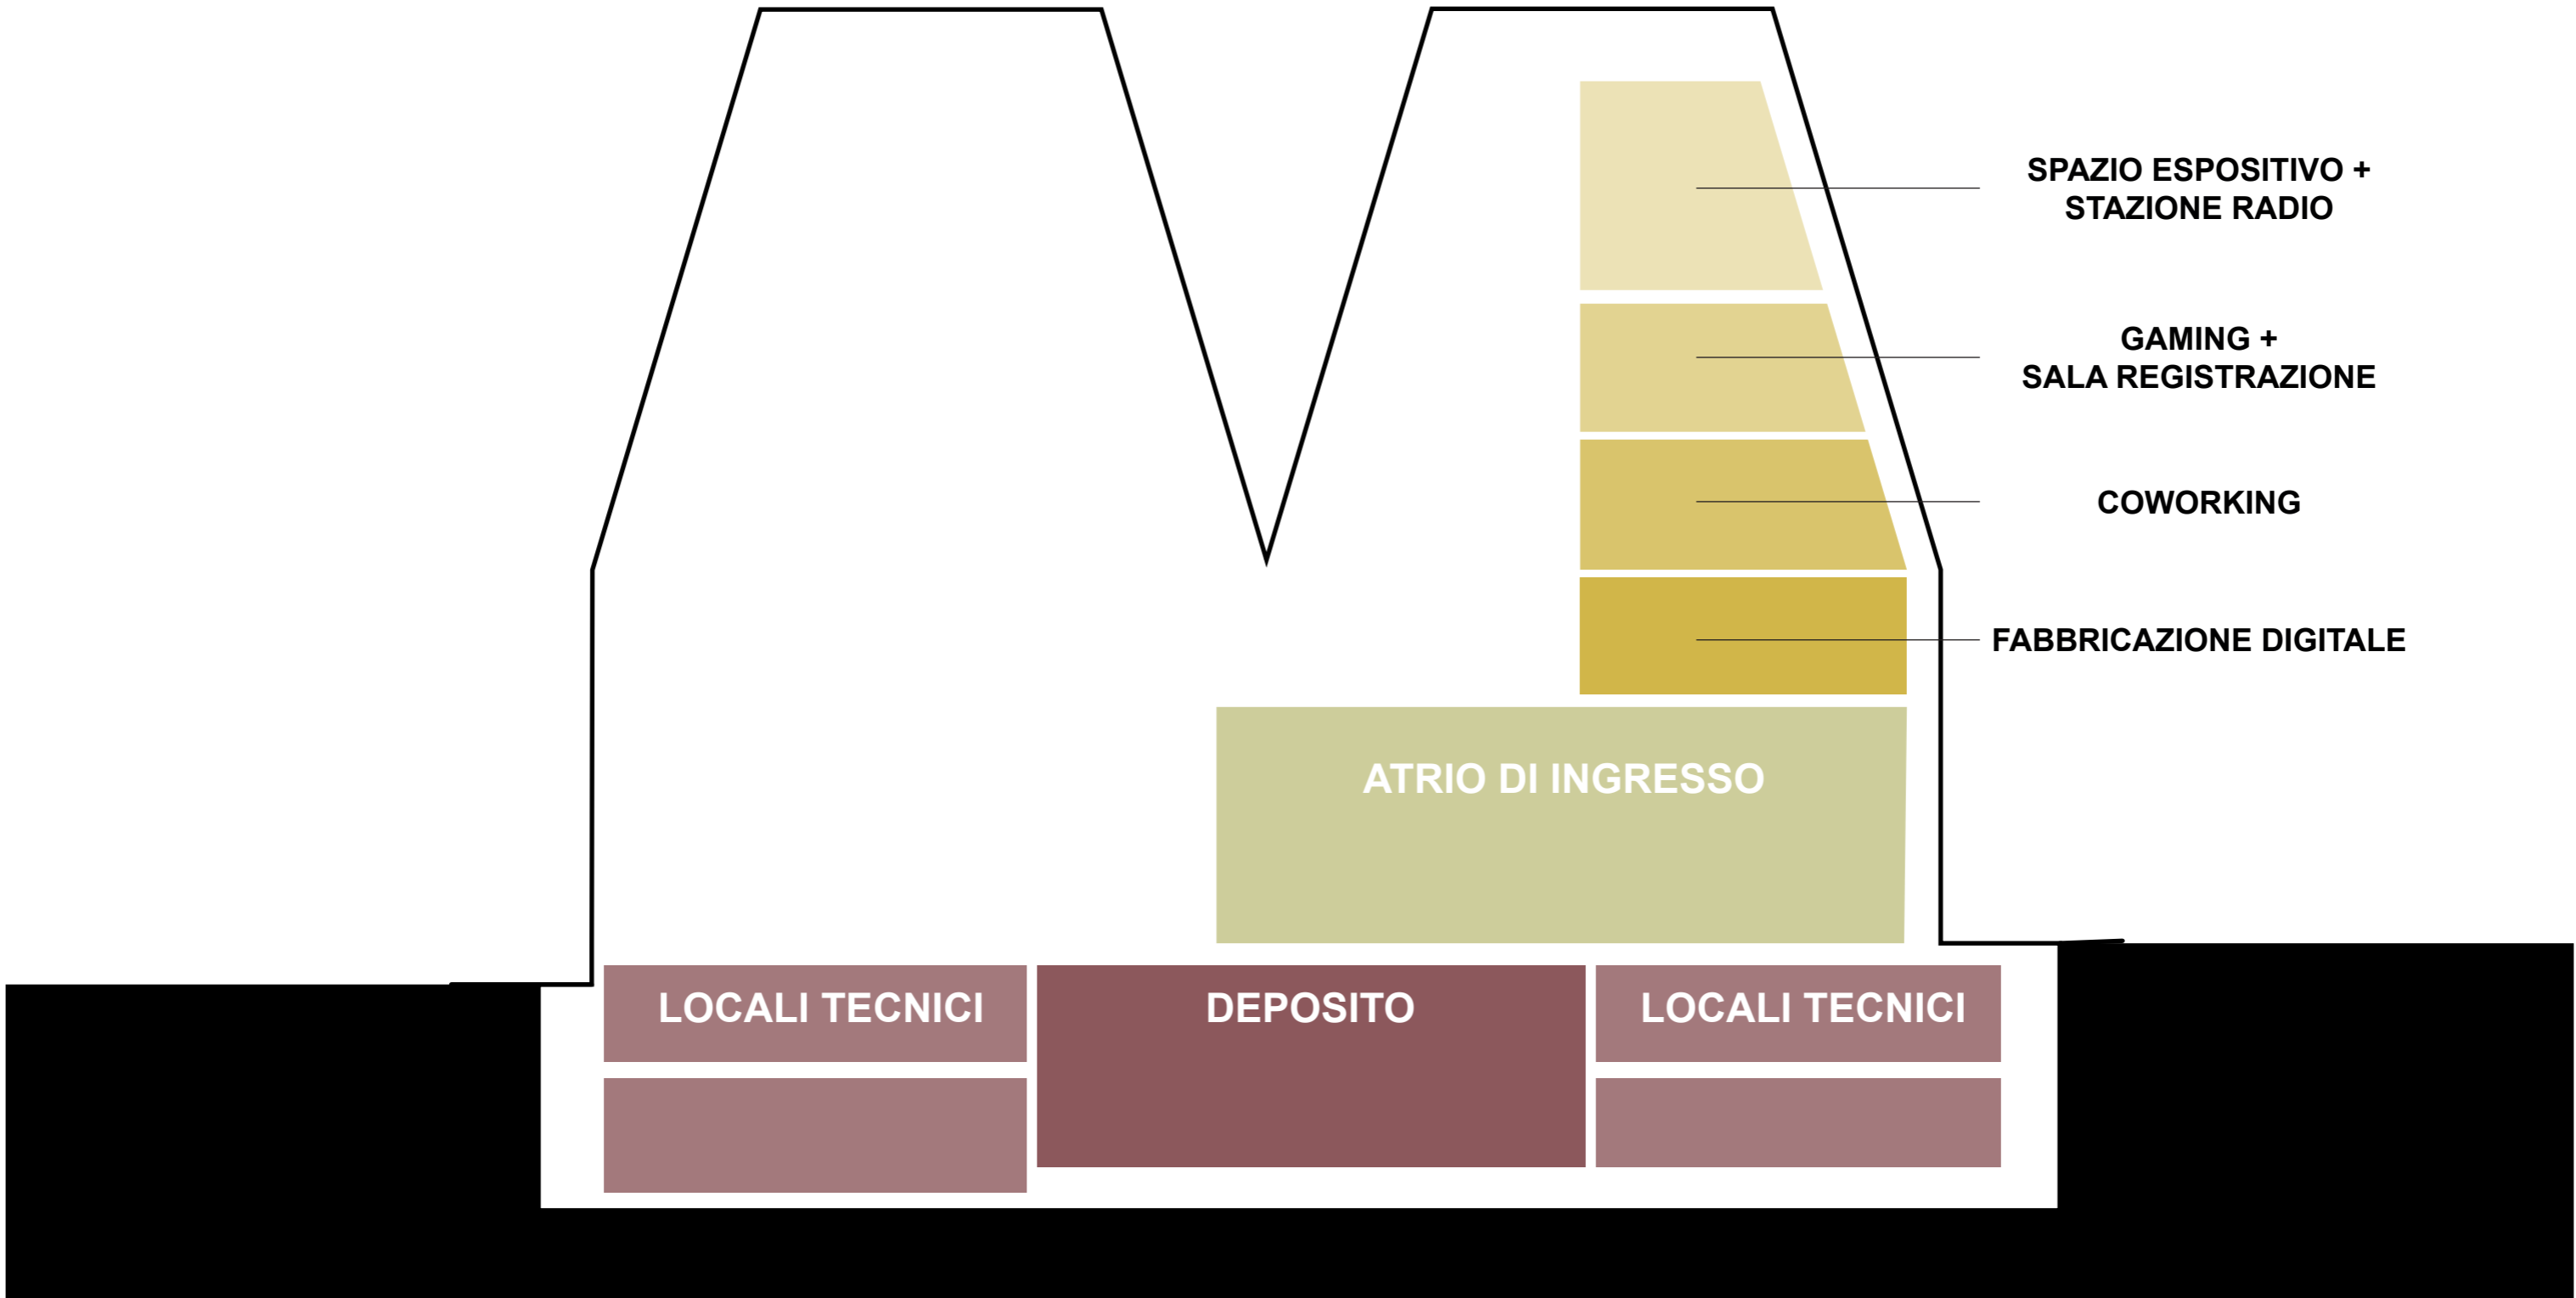 SPAZIO ESPOSITIVO +
STAZIONE RADIO
GAMING +
SALA REGISTRAZIONE
COWORKING
FABBRICAZIONE DIGITALE
ATRIO DI INGRESSO
LOCALI TECNICI
DEPOSITO
LOCALI TECNICI